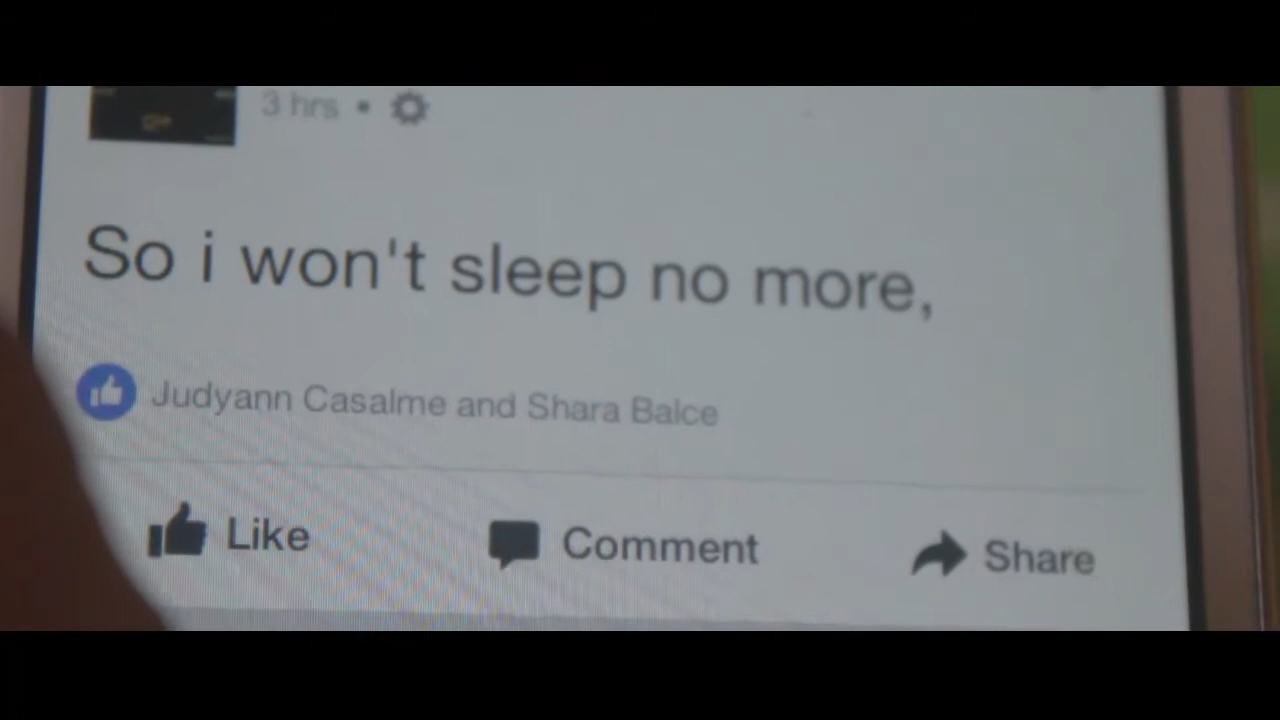 3 hrs •
So i won't sleep no more,
Judyann Casalme and Shara Balce
Like Comment Share